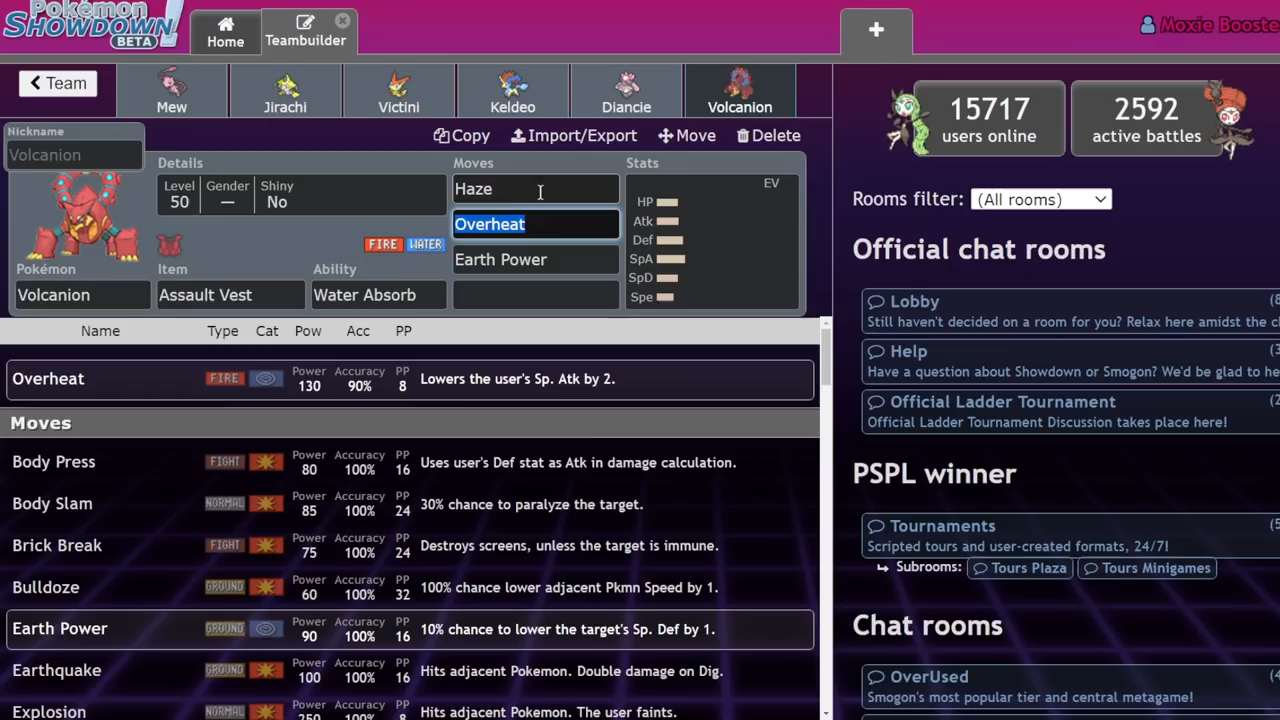 Pokémon
SHOWDOWN!
BETA
Home
Teambuilder
+
Moxie Booste
Team
Mew
Jirachi
Victini
Keldeo
Diancie
Volcanion
Copy
Import/Export
Move
Delete
Nickname
Volcanion
Details
Level
50
Gender
—
Shiny
No
FIRE WATER
Pokémon
Volcanion
Item
Assault Vest
Ability
Water Absorb
Moves
Haze
Overheat
Earth Power
Stats
EV
HP
Atk
Def
SpA
SpD
Spe
Name Type Cat Pow Acc PP
Overheat FIRE Power 130 Accuracy 90% PP 8 Lowers the user's Sp. Atk by 2.
Moves
Body Press FIGHT Power 80 Accuracy 100% PP 16 Uses user's Def stat as Atk in damage calculation.
Body Slam NORMAL Power 85 Accuracy 100% PP 24 30% chance to paralyze the target.
Brick Break FIGHT Power 75 Accuracy 100% PP 24 Destroys screens, unless the target is immune.
Bulldoze GROUND Power 60 Accuracy 100% PP 32 100% chance lower adjacent Pkmn Speed by 1.
Earth Power GROUND Power 90 Accuracy 100% PP 16 10% chance to lower the target's Sp. Def by 1.
Earthquake GROUND Power 100 Accuracy 100% PP 16 Hits adjacent Pokemon. Double damage on Dig.
Explosion NORMAL Power 250 Accuracy 100% PP 8 Hits adjacent Pokemon. The user faints.
15717
users online
2592
active battles
Rooms filter: (All rooms)
Official chat rooms
Lobby (8
Still haven't decided on a room for you? Relax here amidst the c
Help (3
Have a question about Showdown or Smogon? We'd be glad to he
Official Ladder Tournament (2
Official Ladder Tournament Discussion takes place here!
PSPL winner
Tournaments (5
Scripted tours and user-created formats, 24/7!
Subrooms: Tours Plaza Tours Minigames
Chat rooms
OverUsed (4
Smogon's most popular tier and central metagame!